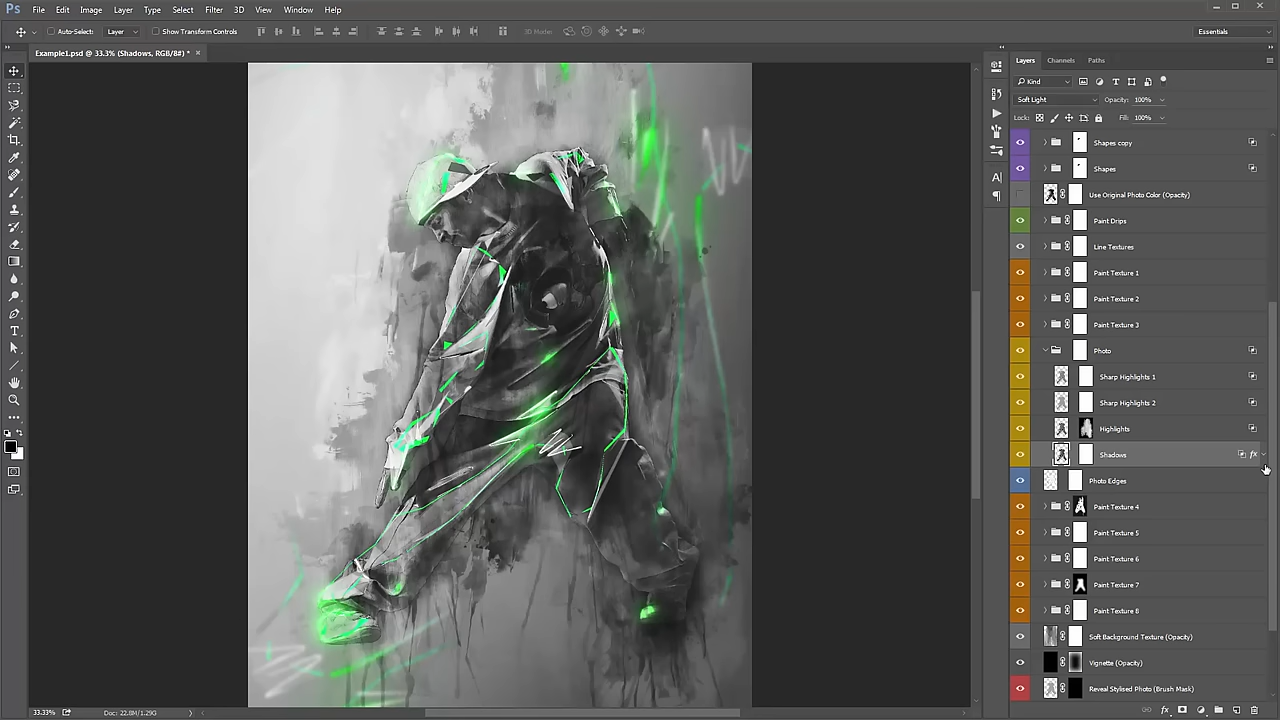 Ps File Edit Image Layer Type Select Filter 3D View Window Help
Auto-Select: Layer Show Transform Controls 3D Mode: Essentials
Example1.psd @ 33.3% (Shadows, RGB/8#) * ×
Layers Channels Paths
Kind
Soft Light Opacity: 100%
Lock: Fill: 100%
Shapes copy
Shapes
Use Original Photo Color (Opacity)
Paint Drips
Line Textures
Paint Texture 1
Paint Texture 2
Paint Texture 3
Photo
Sharp Highlights 1
Sharp Highlights 2
Highlights
Shadows fx
Photo Edges
Paint Texture 4
Paint Texture 5
Paint Texture 6
Paint Texture 7
Paint Texture 8
Soft Background Texture (Opacity)
Vignette (Opacity)
Reveal Stylised Photo (Brush Mask)
33.33% Doc: 22.8M/1.29G fx